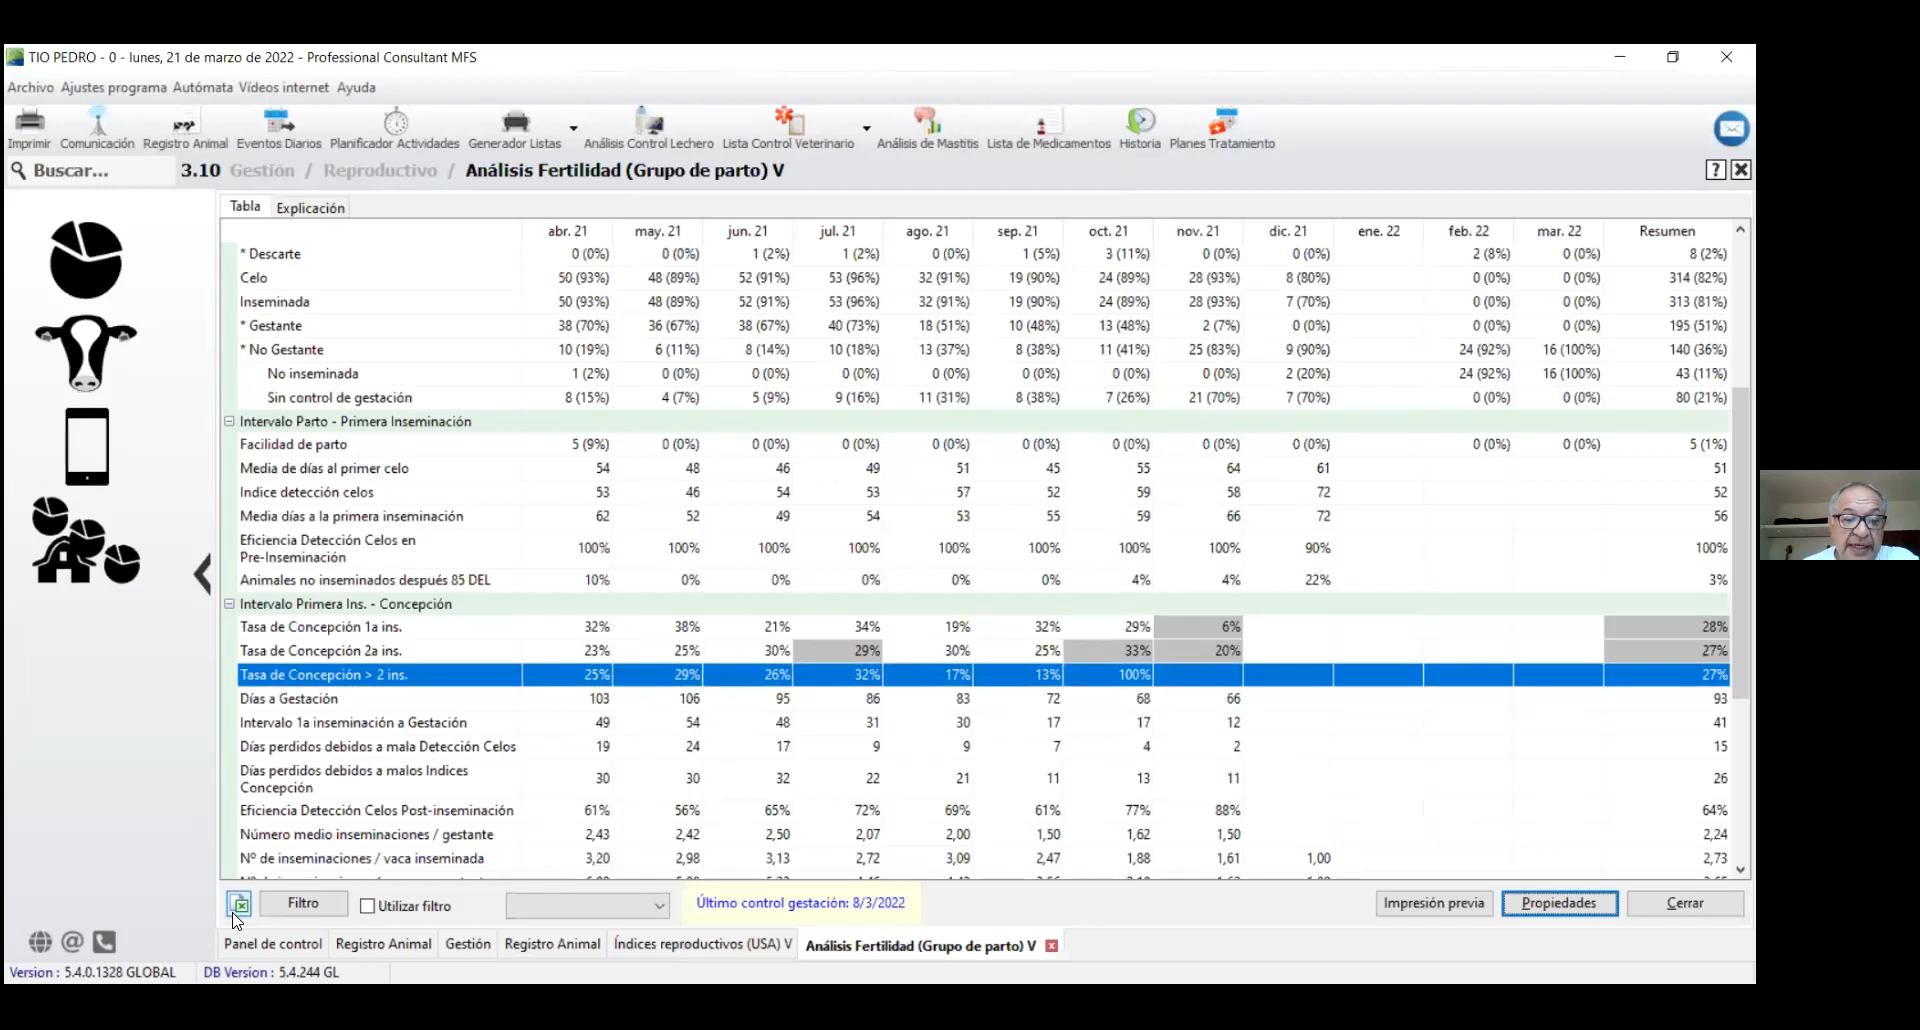 TIO PEDRO - 0 - lunes, 21 de marzo de 2022 - Professional Consultant MFS
Archivo Ajustes programa Autómata Vídeos internet Ayuda
Imprimir Comunicación Registro Animal Eventos Diarios Planificador Actividades Generador Listas Análisis Control Lechero Lista Control Veterinario Análisis de Mastitis Lista de Medicamentos Historia Planes Tratamiento
Buscar... 3.10 Gestión / Reproductivo / Análisis Fertilidad (Grupo de parto) V ?
Tabla Explicación
abr. 21 may. 21 jun. 21 jul. 21 ago. 21 sep. 21 oct. 21 nov. 21 dic. 21 ene. 22 feb. 22 mar. 22 Resumen
* Descarte 0 (0%) 0 (0%) 1 (2%) 1 (2%) 0 (0%) 1 (5%) 3 (11%) 0 (0%) 0 (0%) 2 (8%) 0 (0%) 8 (2%)
Celo 50 (93%) 48 (89%) 52 (91%) 53 (96%) 32 (91%) 19 (90%) 24 (89%) 28 (93%) 8 (80%) 0 (0%) 0 (0%) 314 (82%)
Inseminada 50 (93%) 48 (89%) 52 (91%) 53 (96%) 32 (91%) 19 (90%) 24 (89%) 28 (93%) 7 (70%) 0 (0%) 0 (0%) 313 (81%)
* Gestante 38 (70%) 36 (67%) 38 (67%) 40 (73%) 18 (51%) 10 (48%) 13 (48%) 2 (7%) 0 (0%) 0 (0%) 0 (0%) 195 (51%)
* No Gestante 10 (19%) 6 (11%) 8 (14%) 10 (18%) 13 (37%) 8 (38%) 11 (41%) 25 (83%) 9 (90%) 24 (92%) 16 (100%) 140 (36%)
No inseminada 1 (2%) 0 (0%) 0 (0%) 0 (0%) 0 (0%) 0 (0%) 0 (0%) 0 (0%) 2 (20%) 24 (92%) 16 (100%) 43 (11%)
Sin control de gestación 8 (15%) 4 (7%) 5 (9%) 9 (16%) 11 (31%) 8 (38%) 7 (26%) 21 (70%) 7 (70%) 0 (0%) 0 (0%) 80 (21%)
Intervalo Parto - Primera Inseminación
Facilidad de parto 5 (9%) 0 (0%) 0 (0%) 0 (0%) 0 (0%) 0 (0%) 0 (0%) 0 (0%) 0 (0%) 0 (0%) 0 (0%) 5 (1%)
Media de días al primer celo 54 48 46 49 51 45 55 64 61 51
Indice detección celos 53 46 54 53 57 52 59 58 72 52
Media días a la primera inseminación 62 52 49 54 53 55 59 66 72 56
Eficiencia Detección Celos en
Pre-Inseminación 100% 100% 100% 100% 100% 100% 100% 100% 90% 100%
Animales no inseminados después 85 DEL 10% 0% 0% 0% 0% 0% 4% 4% 22% 3%
Intervalo Primera Ins. - Concepción
Tasa de Concepción 1a ins. 32% 38% 21% 34% 19% 32% 29% 6% 28%
Tasa de Concepción 2a ins. 23% 25% 30% 29% 30% 25% 33% 20% 27%
Tasa de Concepción > 2 ins. 25% 29% 26% 32% 17% 13% 100% 27%
Días a Gestación 103 106 95 86 83 72 68 66 93
Intervalo 1a inseminación a Gestación 49 54 48 31 30 17 17 12 41
Días perdidos debidos a mala Detección Celos 19 24 17 9 9 7 4 2 15
Días perdidos debidos a malos Indices
Concepción 30 30 32 22 21 11 13 11 26
Eficiencia Detección Celos Post-inseminación 61% 56% 65% 72% 69% 61% 77% 88% 64%
Número medio inseminaciones / gestante 2,43 2,42 2,50 2,07 2,00 1,50 1,62 1,50 2,24
Nº de inseminaciones / vaca inseminada 3,20 2,98 3,13 2,72 3,09 2,47 1,88 1,61 1,00 2,73
Filtro Utilizar filtro Último control gestación: 8/3/2022 Impresión previa Propiedades Cerrar
Panel de control Registro Animal Gestión Registro Animal Índices reproductivos (USA) V Análisis Fertilidad (Grupo de parto) V
Version : 5.4.0.1328 GLOBAL DB Version : 5.4.244 GL